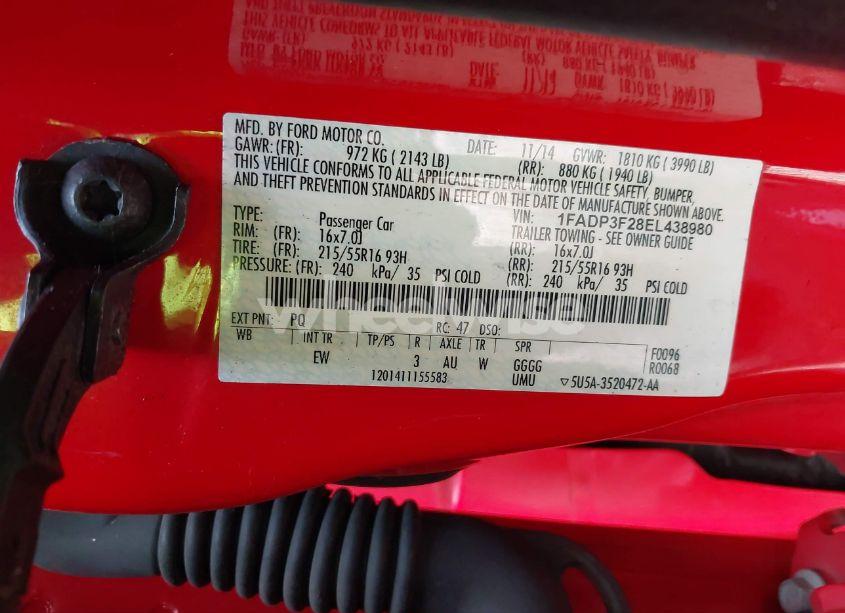 MFD. BY FORD MOTOR CO. DATE: 11/14 GVWR: 1810 KG ( 3990 LB)
GAWR: (FR): 972 KG ( 2143 LB) (RR): 880 KG ( 1940 LB)
THIS VEHICLE CONFORMS TO ALL APPLICABLE FEDERAL MOTOR VEHICLE SAFETY, BUMPER,
AND THEFT PREVENTION STANDARDS IN EFFECT ON THE DATE OF MANUFACTURE SHOWN ABOVE.
VIN: 1FADP3F28EL438980
TYPE: Passenger Car TRAILER TOWING - SEE OWNER GUIDE
RIM: (FR): 16x7.0J (RR): 16x7.0J
TIRE: (FR): 215/55R16 93H (RR): 215/55R16 93H
PRESSURE: (FR): 240 kPa/ 35 PSI COLD (RR): 240 kPa/ 35 PSI COLD
wheelwise
EXT PNT: PQ RC: 47 DSO:
WB INT TR TP/PS R AXLE TR SPR F0096
EW 3 AU W GGGG R0068
1201411155583 UMU ▽5U5A-3520472-AA